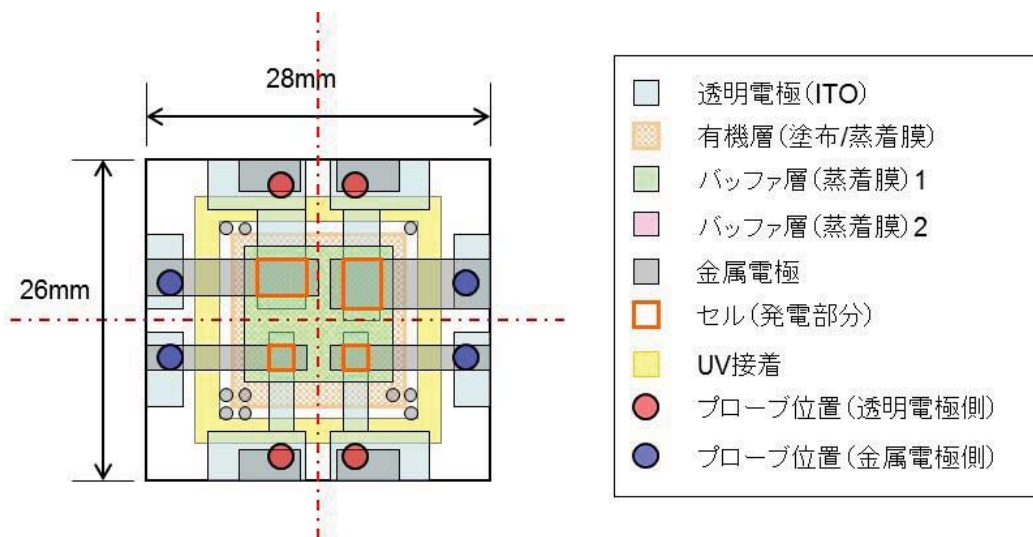 28mm
26mm
透明電極(ITO)
有機層(塗布/蒸着膜)
バッファ層(蒸着膜)1
バッファ層(蒸着膜)2
金属電極
セル(発電部分)
UV接着
プローブ位置(透明電極側)
プローブ位置(金属電極側)